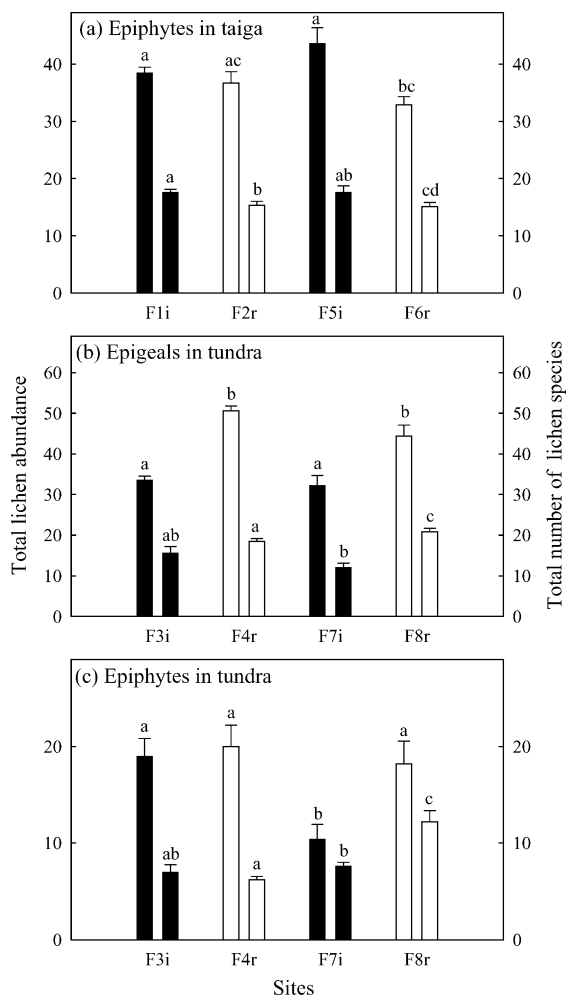 (a) Epiphytes in taiga
a
a
ac
b
a
ab
bc
cd
40
30
20
10
0
40
30
20
10
0
F1i F2r F5i F6r
(b) Epigeals in tundra
a
ab
b
a
a
b
b
c
60
50
40
30
20
10
0
60
50
40
30
20
10
0
F3i F4r F7i F8r
Total lichen abundance
Total number of lichen species
(c) Epiphytes in tundra
a
ab
a
a
b
b
a
c
20
10
0
20
10
0
F3i F4r F7i F8r
Sites